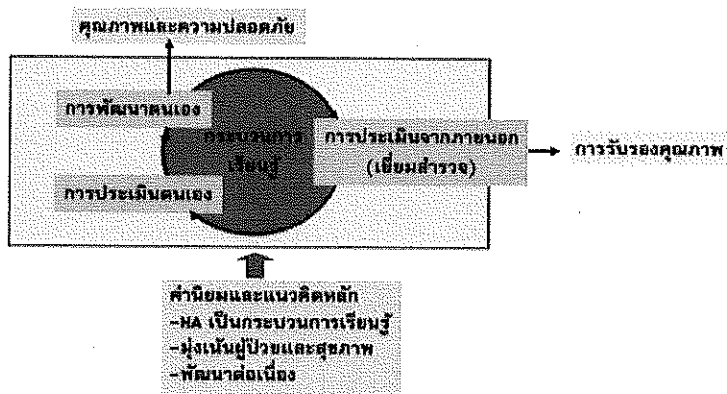 คุณภาพและความปลอดภัย
การพัฒนาตนเอง
กระบวนการ
เรียนรู้
การประเมินจากภายนอก
(เยี่ยมสำรวจ)
การรับรองคุณภาพ
การประเมินตนเอง
ค่านิยมและแนวคิดหลัก
-HA เป็นกระบวนการเรียนรู้
-มุ่งเน้นผู้ป่วยและสุขภาพ
-พัฒนาต่อเนื่อง